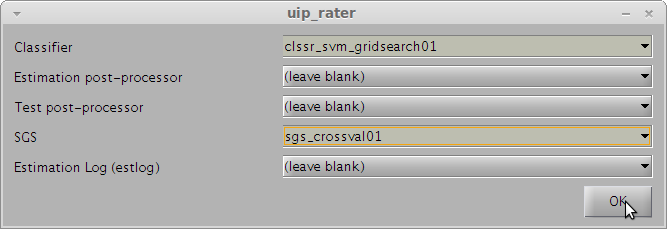 uip_rater
Classifier clssr_svm_gridsearch01
Estimation post-processor (leave blank)
Test post-processor (leave blank)
SGS sgs_crossval01
Estimation Log (estlog) (leave blank)
OK